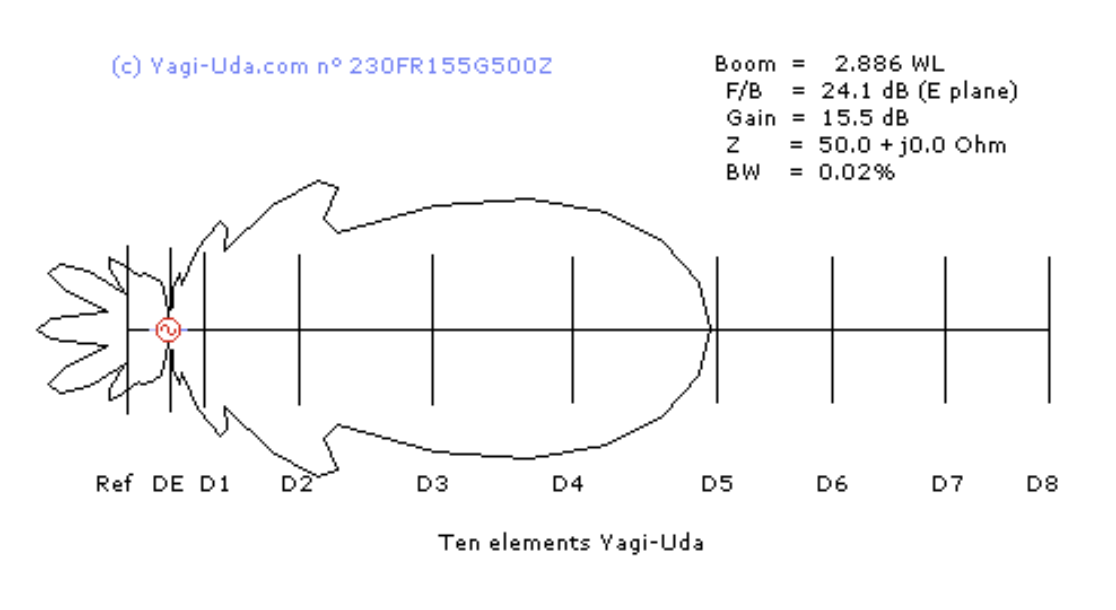 (c) Yagi-Uda.com nº 230FR155G500Z
Boom = 2.886 WL
F/B = 24.1 dB (E plane)
Gain = 15.5 dB
Z = 50.0 + j0.0 Ohm
BW = 0.02%
Ref DE D1 D2 D3 D4 D5 D6 D7 D8
Ten elements Yagi-Uda